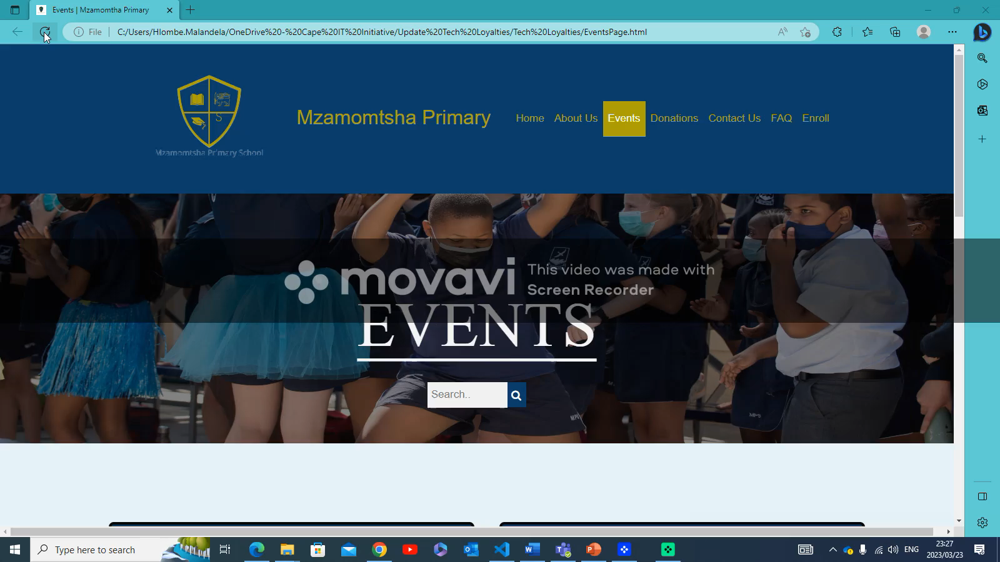 Events | Mzamomtha Primary
File
C:/Users/Hlombe.Malandela/OneDrive%20-%20Cape%20IT%20Initiative/Update%20Tech%20Loyalties/Tech%20Loyalties/EventsPage.html
S
Mzamomtsha Primary School
Mzamomtsha Primary
Home About Us Events Donations Contact Us FAQ Enroll
movavi
This video was made with
Screen Recorder
EVENTS
Search..
MPS
MPS
Type here to search
ENG
23:27
2023/03/23